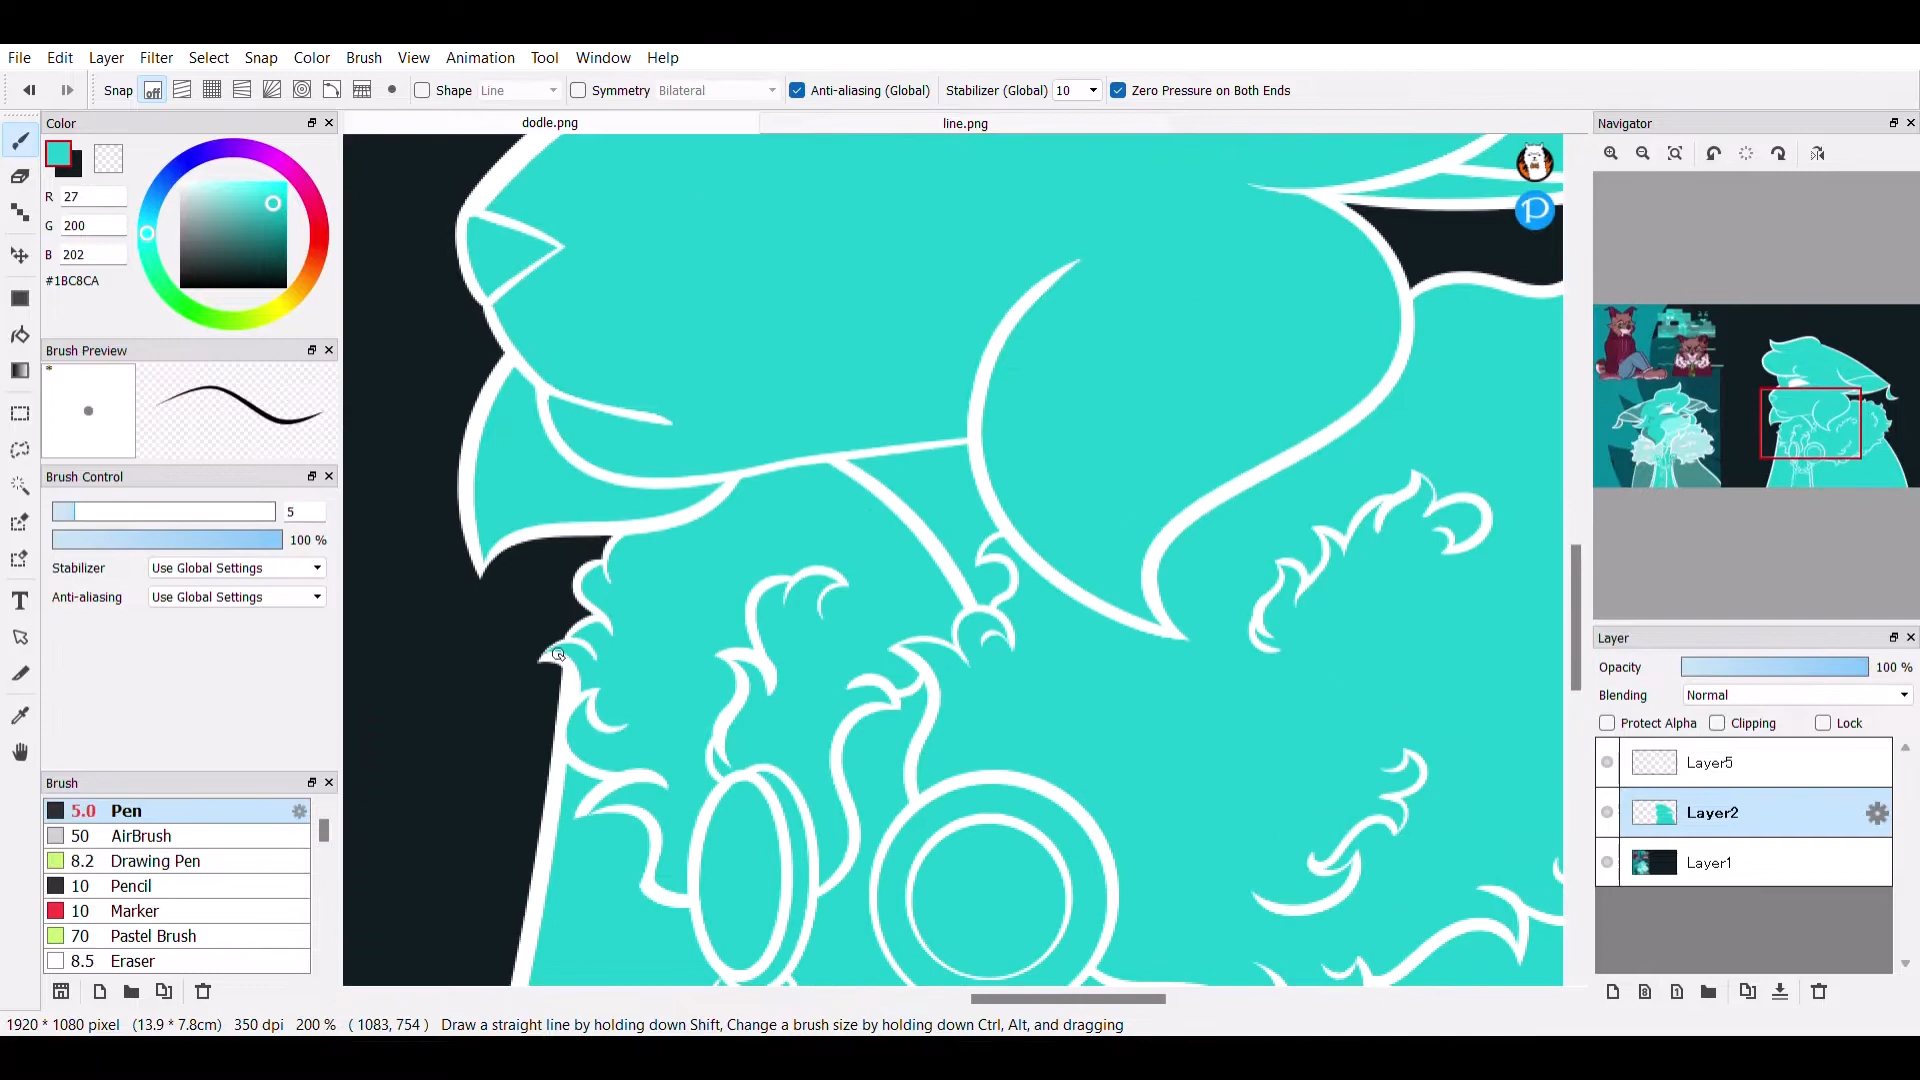 File Edit Layer Filter Select Snap Color Brush View Animation Tool Window Help
Snap off Shape Line Symmetry Bilateral Anti-aliasing (Global) Stabilizer (Global) 10 Zero Pressure on Both Ends
Color
dodle.png line.png
Navigator
R 27
G 200
B 202
#1BC8CA
Brush Preview
*
Brush Control
5
100 %
Stabilizer Use Global Settings
Anti-aliasing Use Global Settings
P
Layer
Opacity 100 %
Blending Normal
Protect Alpha Clipping Lock
Layer5
Layer2
Layer1
Brush
5.0 Pen
50 AirBrush
8.2 Drawing Pen
10 Pencil
10 Marker
70 Pastel Brush
8.5 Eraser
T
8 1
1920 * 1080 pixel (13.9 * 7.8cm) 350 dpi 200 % ( 1083, 754 ) Draw a straight line by holding down Shift, Change a brush size by holding down Ctrl, Alt, and dragging